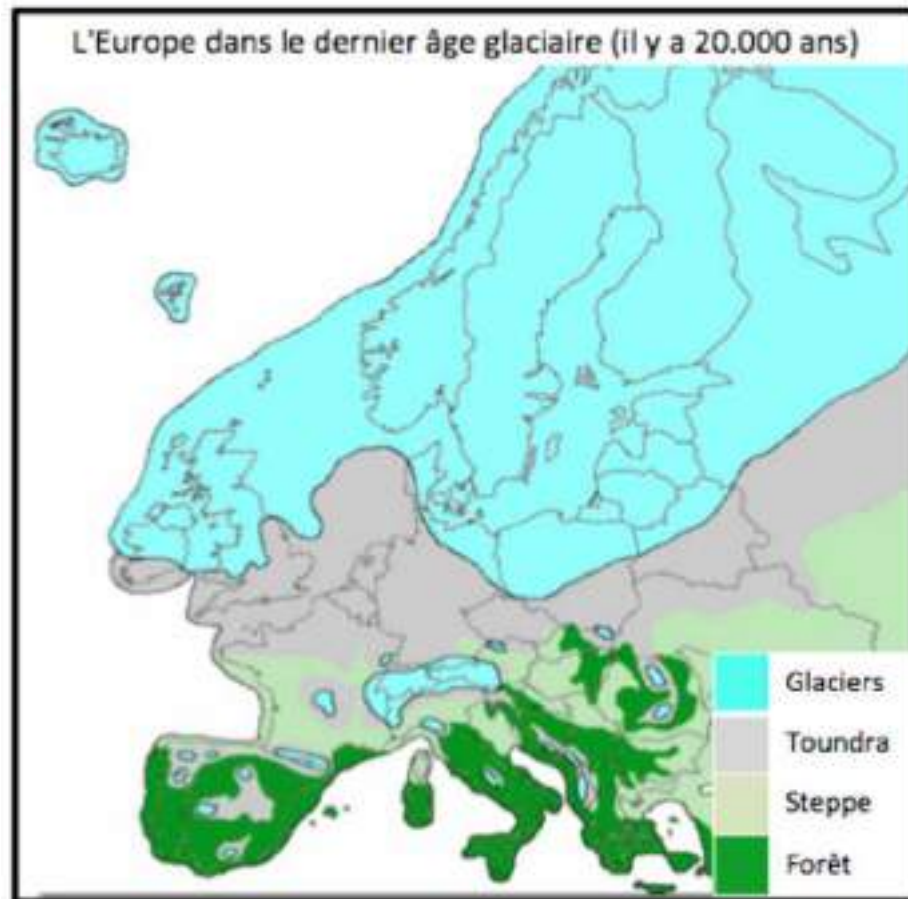 L'Europe dans le dernier âge glaciaire (il y a 20.000 ans)
Glaciers
Toundra
Steppe
Forêt